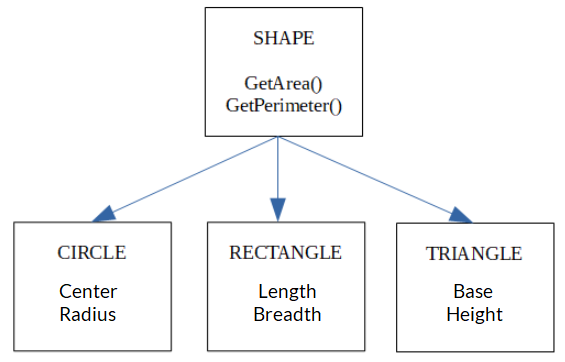 SHAPE
GetArea()
GetPerimeter()
CIRCLE
Center
Radius
RECTANGLE
Length
Breadth
TRIANGLE
Base
Height